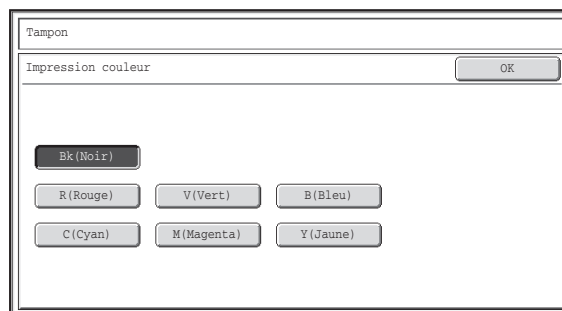 Tampon
Impression couleur OK
Bk(Noir)
R(Rouge) V(Vert) B(Bleu)
C(Cyan) M(Magenta) Y(Jaune)